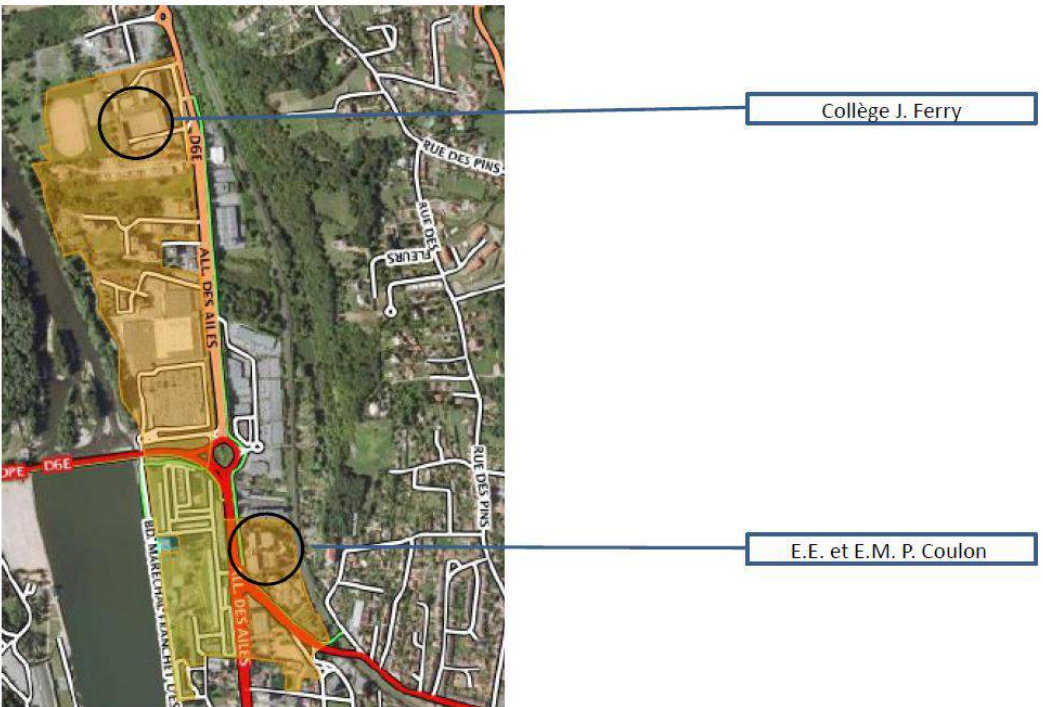 Collège J. Ferry
D6E
RUE DES PINS
RUE DES
FLEURS
ALL. DES AILES
RUE DES PINS
D6E
BD. MARECHAL FRANCHET D'ES
ALL. DES AILES
E.E. et E.M. P. Coulon